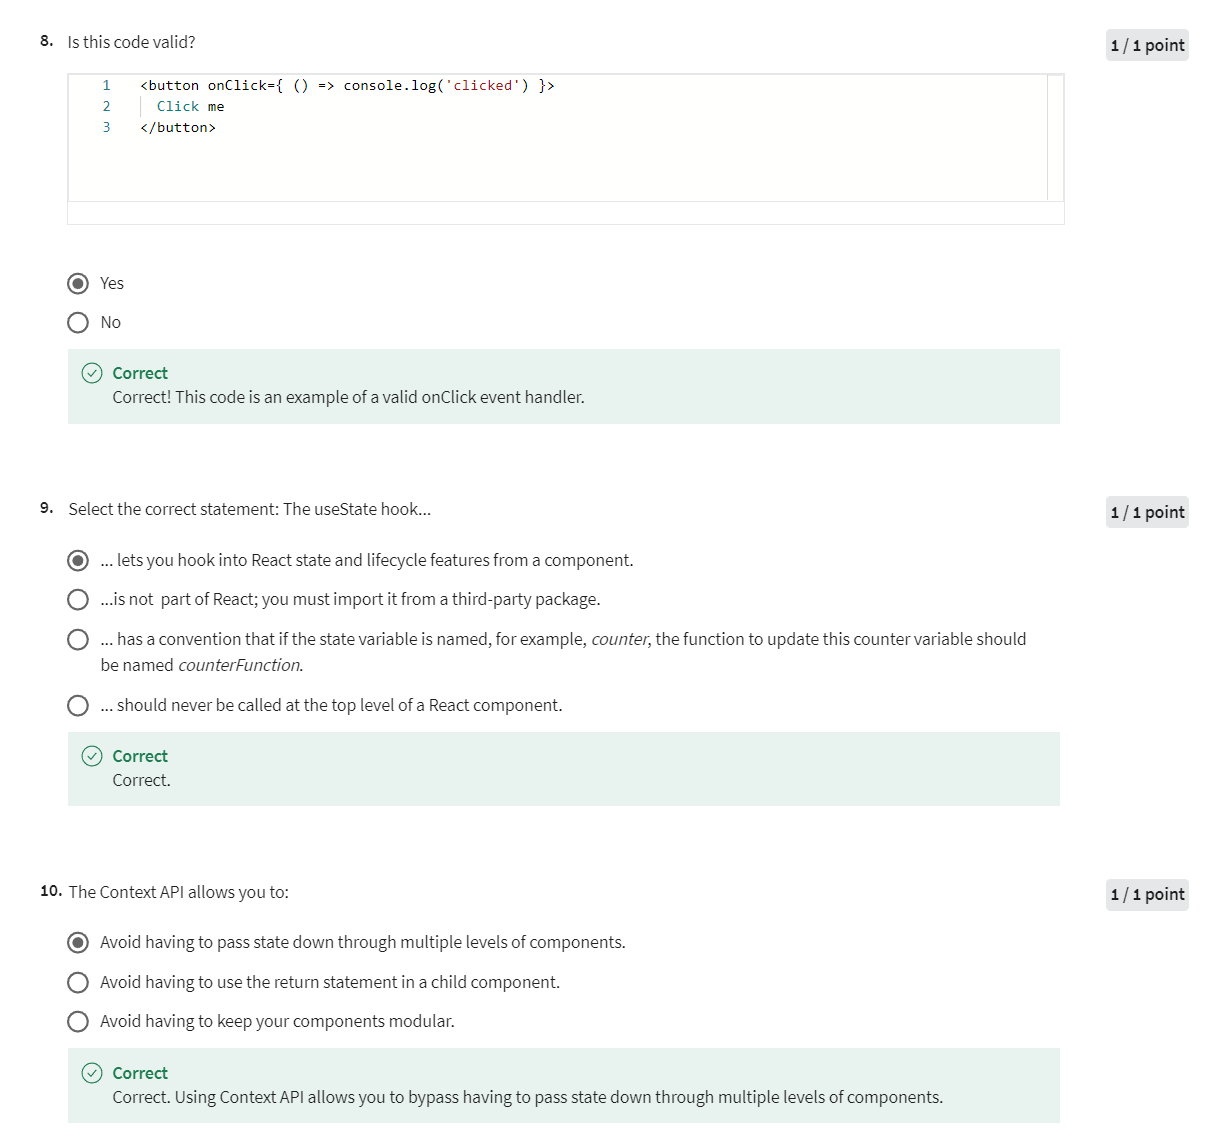 8. Is this code valid?
1 / 1 point
1 <button onClick={ () => console.log('clicked') }>
2 Click me
3 </button>
Yes
No
Correct
Correct! This code is an example of a valid onClick event handler.
9. Select the correct statement: The useState hook...
1 / 1 point
... lets you hook into React state and lifecycle features from a component.
...is not part of React; you must import it from a third-party package.
... has a convention that if the state variable is named, for example, counter, the function to update this counter variable should
be named counterFunction.
... should never be called at the top level of a React component.
Correct
Correct.
10. The Context API allows you to:
1 / 1 point
Avoid having to pass state down through multiple levels of components.
Avoid having to use the return statement in a child component.
Avoid having to keep your components modular.
Correct
Correct. Using Context API allows you to bypass having to pass state down through multiple levels of components.